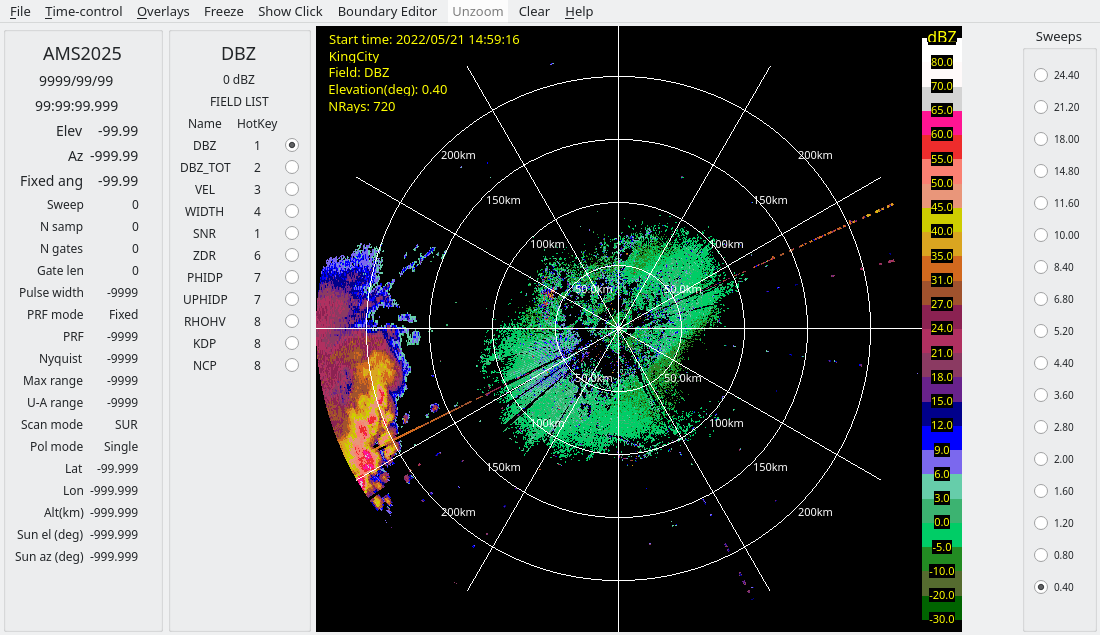 File Time-control Overlays Freeze Show Click Boundary Editor Unzoom Clear Help
AMS2025
9999/99/99
99:99:99.999
Elev -99.99
Az -999.99
Fixed ang -99.99
Sweep 0
N samp 0
N gates 0
Gate len 0
Pulse width -9999
PRF mode Fixed
PRF -9999
Nyquist -9999
Max range -9999
U-A range -9999
Scan mode SUR
Pol mode Single
Lat -99.999
Lon -999.999
Alt(km) -999.999
Sun el (deg) -999.999
Sun az (deg) -999.999
DBZ
0 dBZ
FIELD LIST
Name HotKey
DBZ 1
DBZ_TOT 2
VEL 3
WIDTH 4
SNR 1
ZDR 6
PHIDP 7
UPHIDP 7
RHOHV 8
KDP 8
NCP 8
Start time: 2022/05/21 14:59:16
KingCity
Field: DBZ
Elevation(deg): 0.40
NRays: 720
200km 200km
150km 150km
100km 100km
50.0km 50.0km
50.0km 50.0km
100km 100km
150km 150km
200km 200km
dBZ
80.0
70.0
65.0
60.0
55.0
50.0
45.0
40.0
35.0
31.0
27.0
24.0
21.0
18.0
15.0
12.0
9.0
6.0
3.0
0.0
-5.0
-10.0
-20.0
-30.0
Sweeps
24.40
21.20
18.00
14.80
11.60
10.00
8.40
6.80
5.20
4.40
3.60
2.80
2.00
1.60
1.20
0.80
0.40